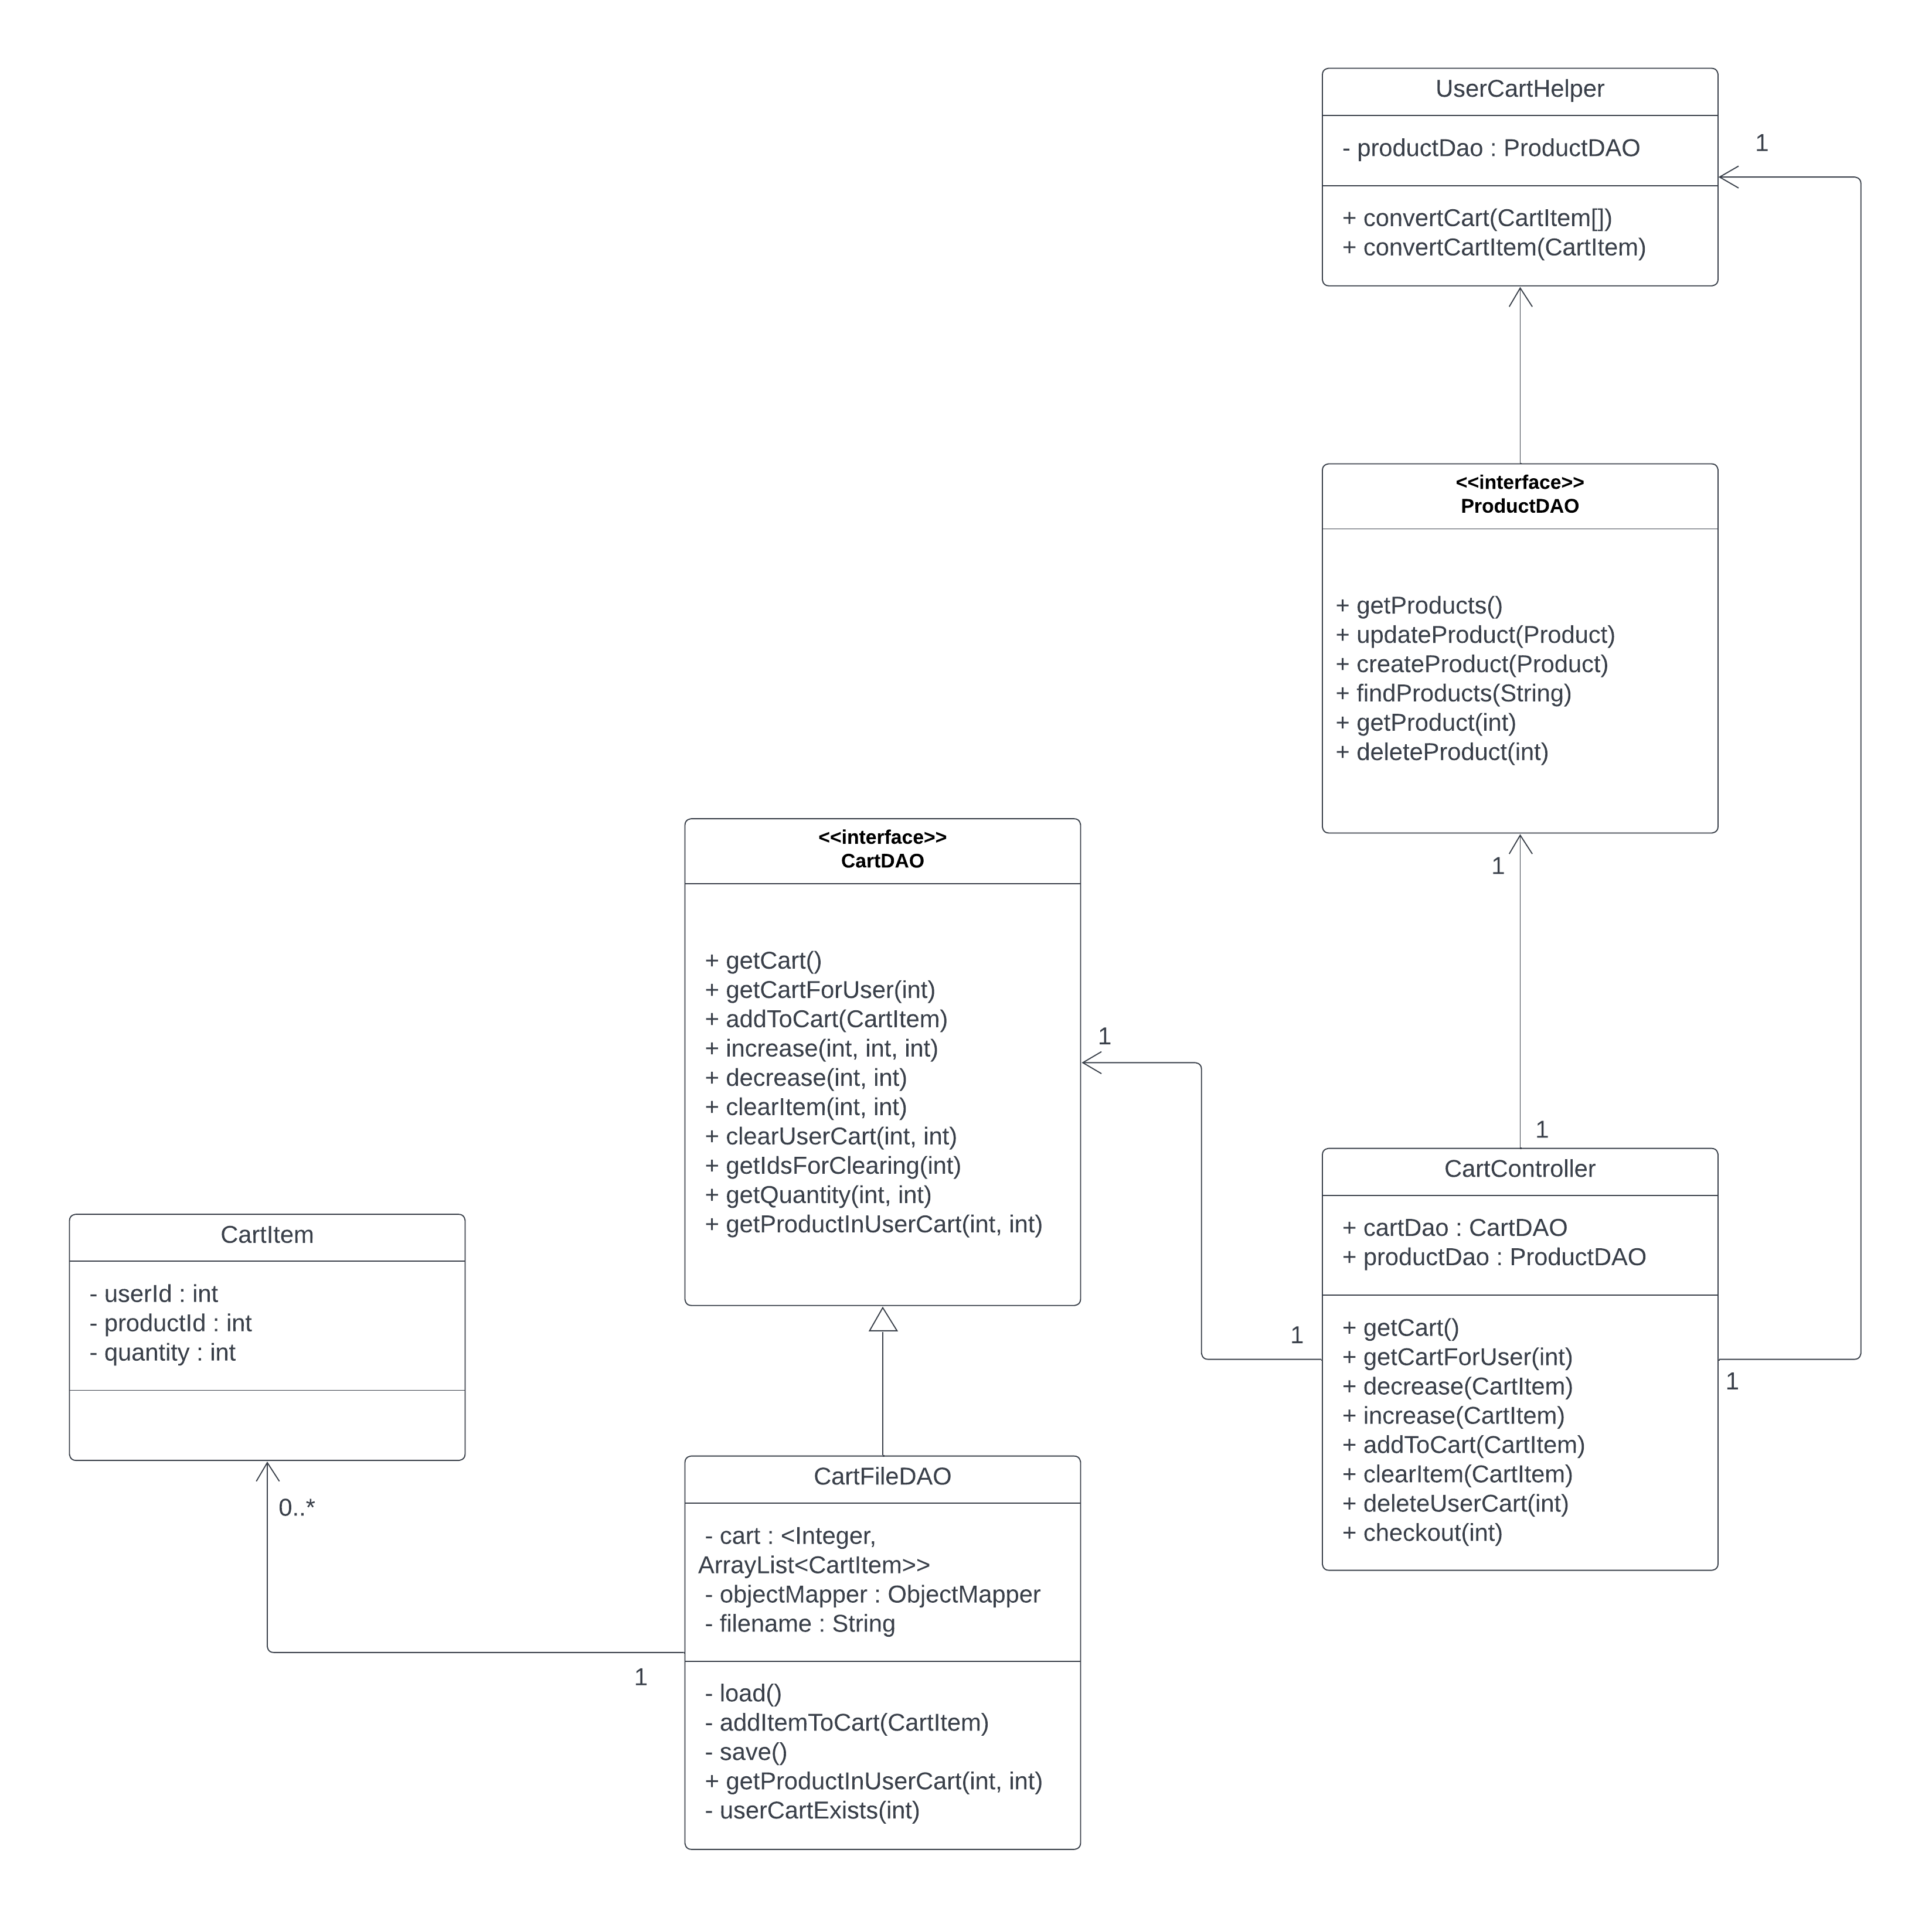 UserCartHelper
- productDao : ProductDAO
+ convertCart(CartItem[])
+ convertCartItem(CartItem)
1
<<interface>>
ProductDAO
+ getProducts()
+ updateProduct(Product)
+ createProduct(Product)
+ findProducts(String)
+ getProduct(int)
+ deleteProduct(int)
1
1
<<interface>>
CartDAO
+ getCart()
+ getCartForUser(int)
+ addToCart(CartItem)
+ increase(int, int, int)
+ decrease(int, int)
+ clearItem(int, int)
+ clearUserCart(int, int)
+ getIdsForClearing(int)
+ getQuantity(int, int)
+ getProductInUserCart(int, int)
1
1
CartController
+ cartDao : CartDAO
+ productDao : ProductDAO
+ getCart()
+ getCartForUser(int)
+ decrease(CartItem)
+ increase(CartItem)
+ addToCart(CartItem)
+ clearItem(CartItem)
+ deleteUserCart(int)
+ checkout(int)
1
CartItem
- userId : int
- productId : int
- quantity : int
0..*
1
CartFileDAO
- cart : <Integer,
ArrayList<CartItem>>
- objectMapper : ObjectMapper
- filename : String
- load()
- addItemToCart(CartItem)
- save()
+ getProductInUserCart(int, int)
- userCartExists(int)